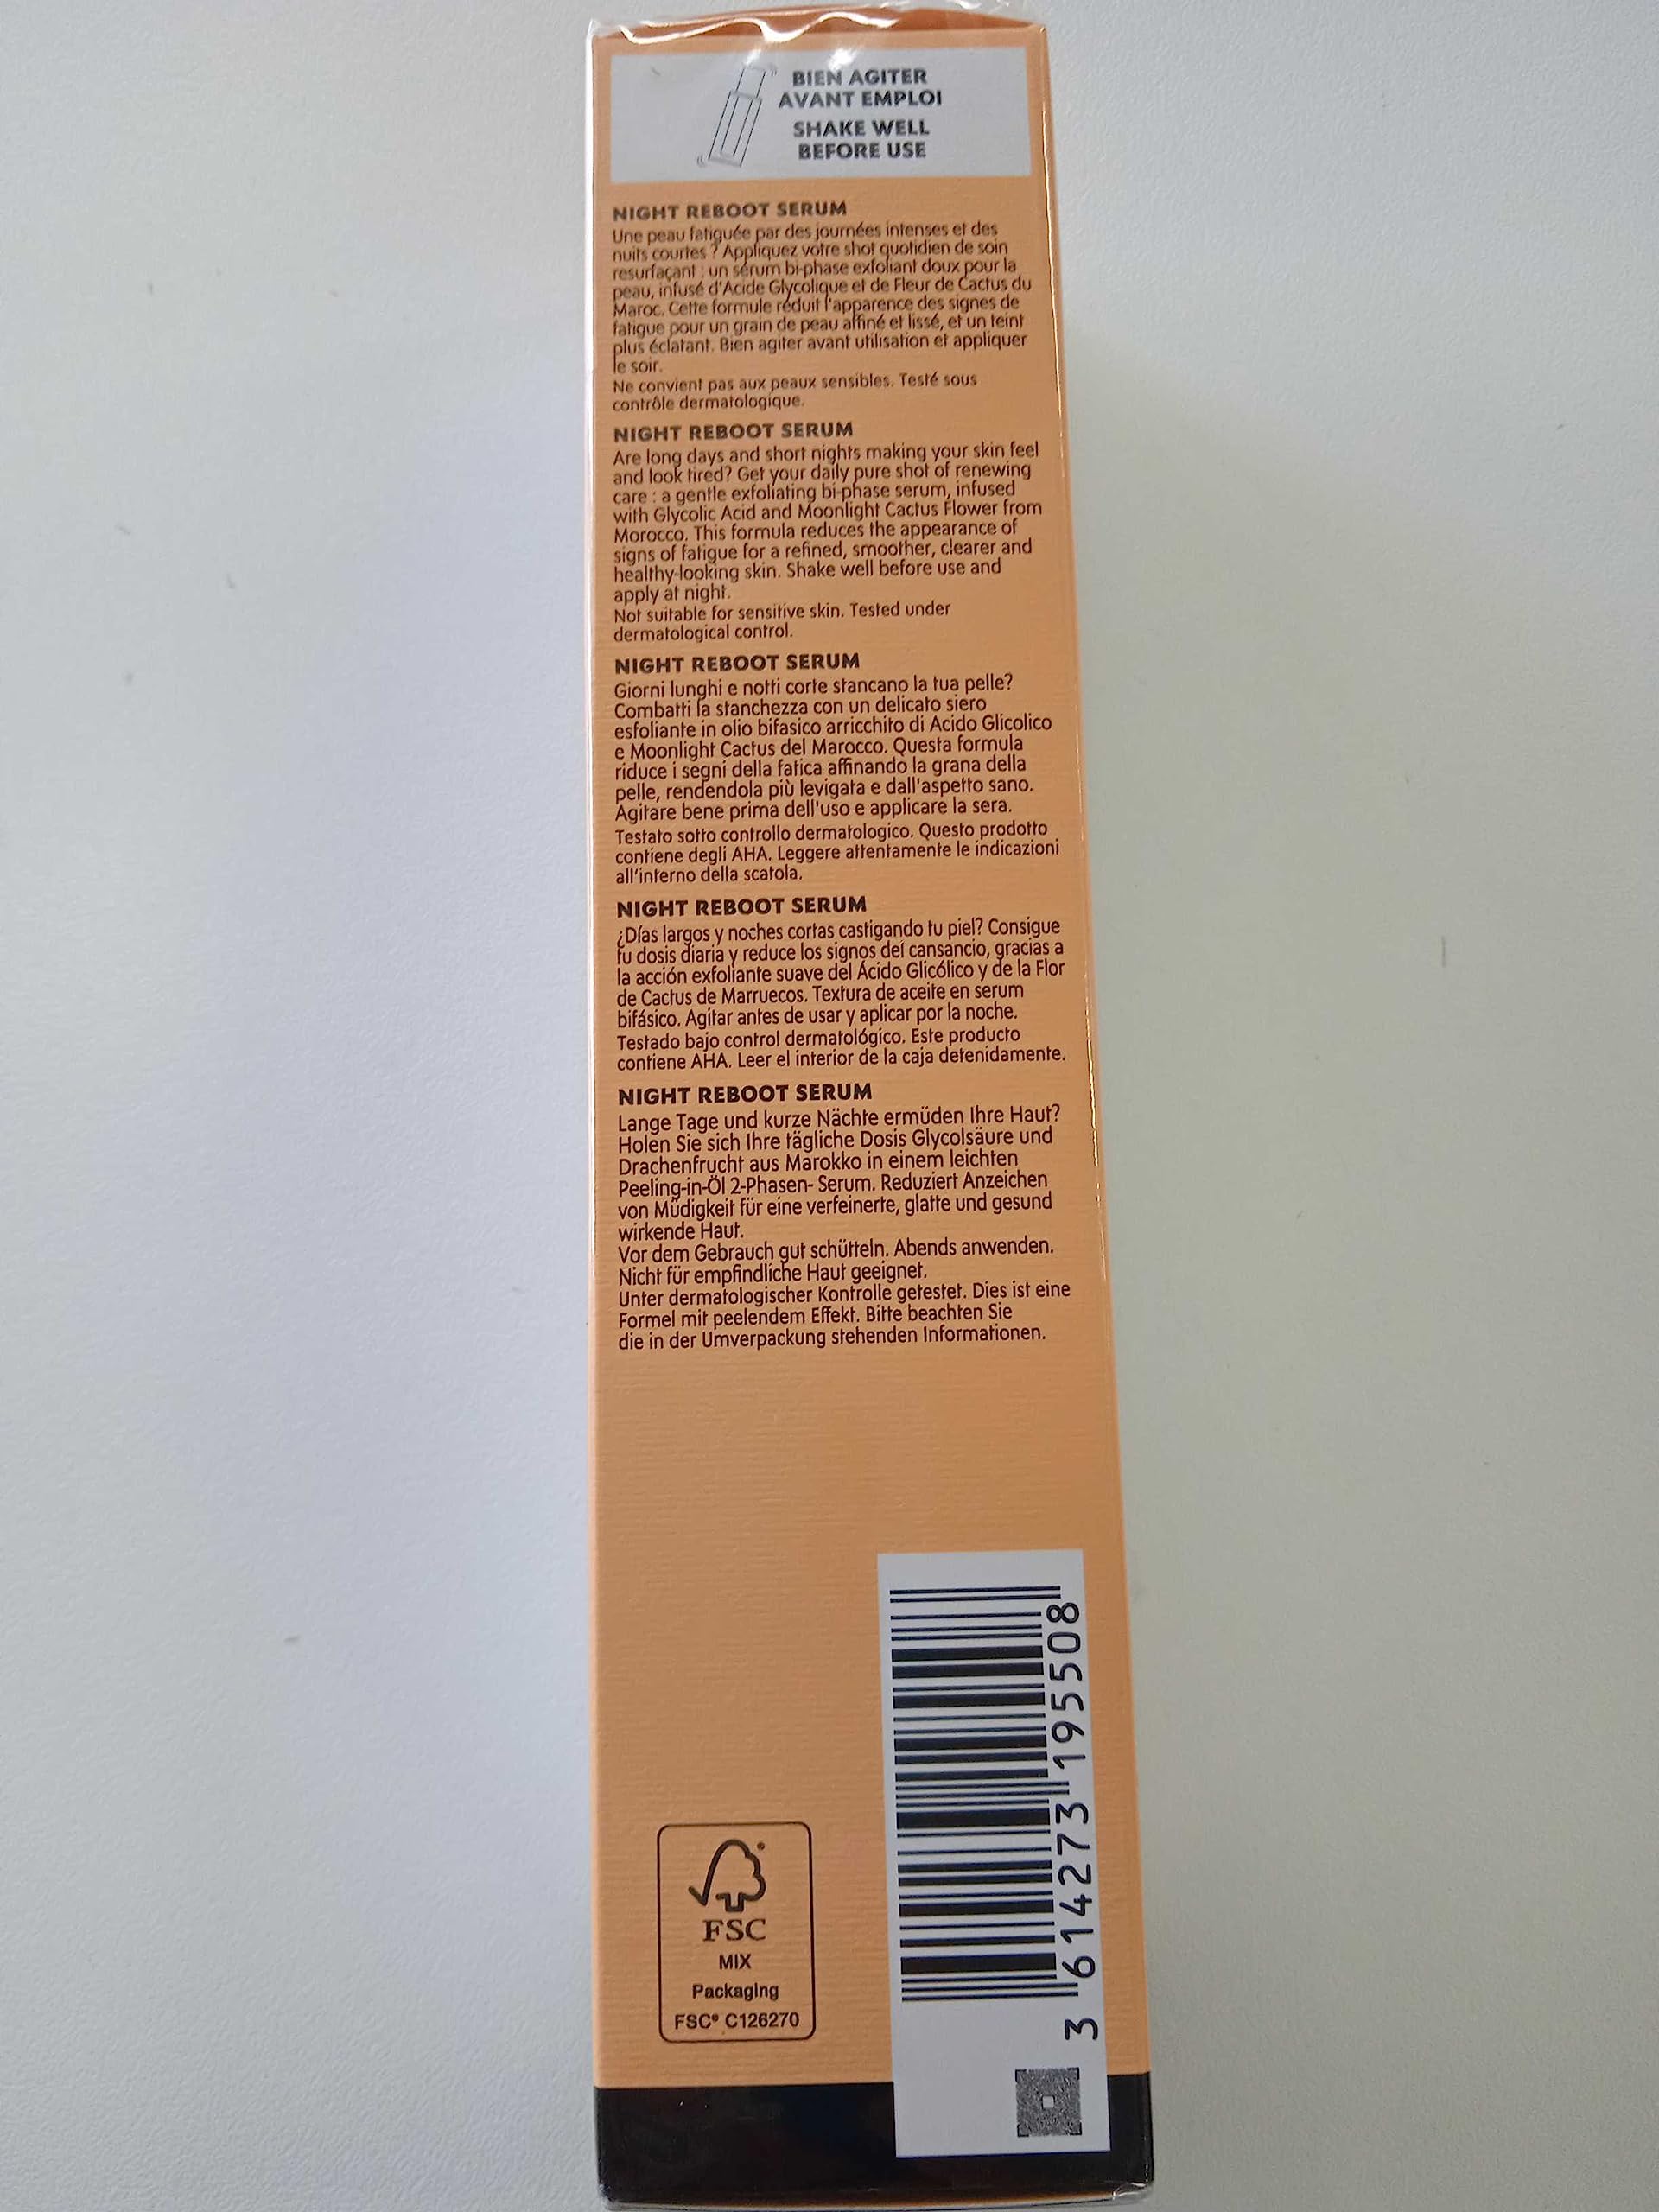 BIEN AGITER
AVANT EMPLOI
SHAKE WELL
BEFORE USE
NIGHT REBOOT SERUM
Une peau fatiguée par des journées intenses et des
nuits courtes ? Appliquez votre shot quotidien de soin
resurfaçant : un sérum bi-phase exfoliant doux pour la
peau, infusé d'Acide Glycolique et de Fleur de Cactus du
Maroc. Cette formule réduit l'apparence des signes de
fatigue pour un grain de peau affiné et lissé, et un teint
plus éclatant. Bien agiter avant utilisation et appliquer
le soir.
Ne convient pas aux peaux sensibles. Testé sous
contrôle dermatologique.
NIGHT REBOOT SERUM
Are long days and short nights making your skin feel
and look tired? Get your daily pure shot of renewing
care : a gentle exfoliating bi-phase serum, infused
with Glycolic Acid and Moonlight Cactus Flower from
Morocco. This formula reduces the appearance of
signs of fatigue for a refined, smoother, clearer and
healthy-looking skin. Shake well before use and
apply at night.
Not suitable for sensitive skin. Tested under
dermatological control.
NIGHT REBOOT SERUM
Giorni lunghi e notti corte stancano la tua pelle?
Combatti la stanchezza con un delicato siero
esfoliante in olio bifasico arricchito di Acido Glicolico
e Moonlight Cactus del Marocco. Questa formula
riduce i segni della fatica affinando la grana della
pelle, rendendola più levigata e dall'aspetto sano.
Agitare bene prima dell'uso e applicare la sera.
Testato sotto controllo dermatologico. Questo prodotto
contiene degli AHA. Leggere attentamente le indicazioni
all'interno della scatola.
NIGHT REBOOT SERUM
¿Días largos y noches cortas castigando tu piel? Consigue
tu dosis diaria y reduce los signos del cansancio, gracias a
la acción exfoliante suave del Ácido Glicólico y de la Flor
de Cactus de Marruecos. Textura de aceite en serum
bifásico. Agitar antes de usar y aplicar por la noche.
Testado bajo control dermatológico. Este producto
contiene AHA. Leer el interior de la caja detenidamente.
NIGHT REBOOT SERUM
Lange Tage und kurze Nächte ermüden Ihre Haut?
Holen Sie sich Ihre tägliche Dosis Glycolsäure und
Drachenfrucht aus Marokko in einem leichten
Peeling-in-Öl 2-Phasen- Serum. Reduziert Anzeichen
von Müdigkeit für eine verfeinerte, glatte und gesund
wirkende Haut.
Vor dem Gebrauch gut schütteln. Abends anwenden.
Nicht für empfindliche Haut geeignet.
Unter dermatologischer Kontrolle getestet. Dies ist eine
Formel mit peelendem Effekt. Bitte beachten Sie
die in der Umverpackung stehenden Informationen.
3 614273 195508
FSC
MIX
Packaging
FSC® C126270